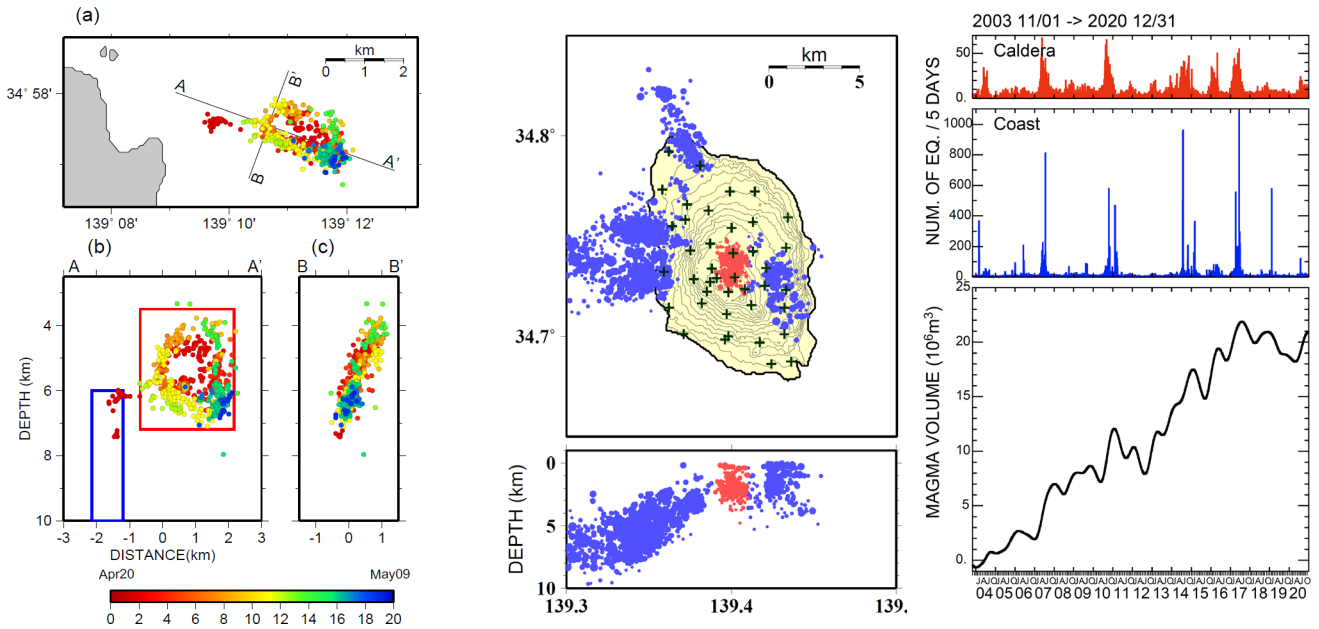 (a)
km
0 1 2
A
B'
34° 58'
A'
B
139° 08' 139° 10' 139° 12'
(b) (c)
A A' B B'
4
6
8
10
DEPTH (km)
-3 -2 -1 0 1 2 3 -1 0 1
DISTANCE(km)
Apr20 May09
0 2 4 6 8 10 12 14 16 18 20
km
0 5
34.8°
34.7°
0
5
10
DEPTH (km)
139.3 139.4 139.
2003 11/01 -> 2020 12/31
Caldera
50
0
Coast
1000
800
600
400
200
0
NUM. OF EQ. / 5 DAYS
25
20
15
10
5
0
MAGMA VOLUME (10⁶m³)
JAJOJAJOJAJOJAJOJAJOJAJOJAJOJAJOJAJOJAJOJAJOJAJOJAJOJAJOJAJOJAJOJAJO
04 05 06 07 08 09 10 11 12 13 14 15 16 17 18 19 20